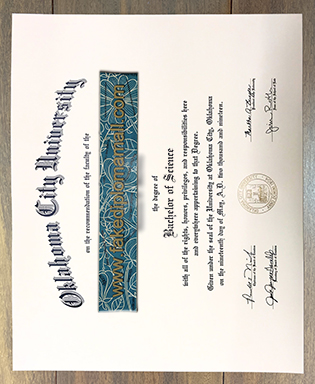 Oklahoma City University
on the recommendation of the faculty of the
www.fakediplomamall.com
the degree of
Bachelor of Science
with all of the rights, honors, privileges, and responsibilities here
and everywhere appertaining to that Degree.
Given under the seal of the University at Oklahoma City, Oklahoma
on the nineteenth day of May, A.D. two thousand and nineteen.